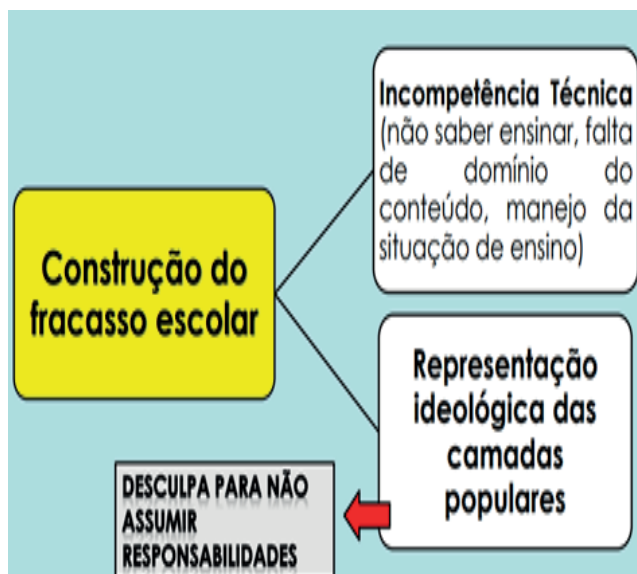 Incompetência Técnica
(não saber ensinar, falta
de domínio do
conteúdo, manejo da
situação de ensino)
Construção do
fracasso escolar
Representação
ideológica das
camadas
populares
DESCULPA PARA NÃO
ASSUMIR
RESPONSABILIDADES